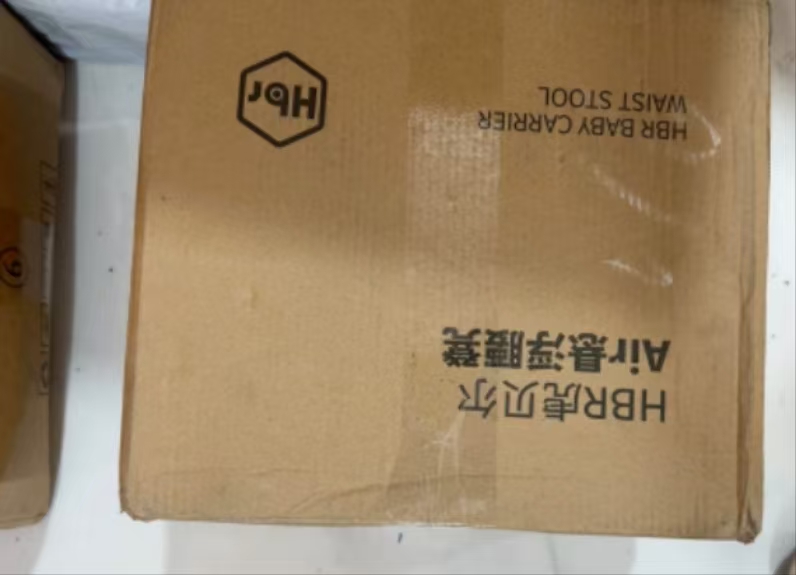 HBR虎贝尔
Air悬浮腰凳
HBR BABY CARRIER
WAIST STOOL
Hbr